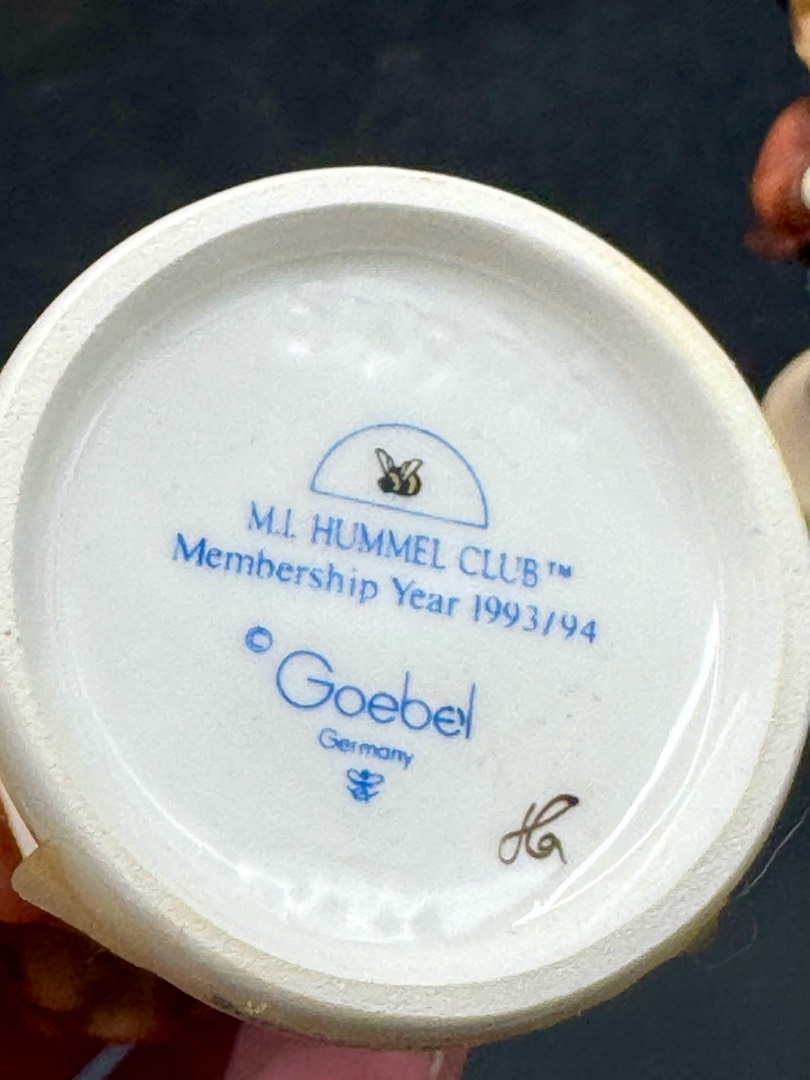 M.I. HUMMEL CLUB™
Membership Year 1993/94
© Goebel
Germany